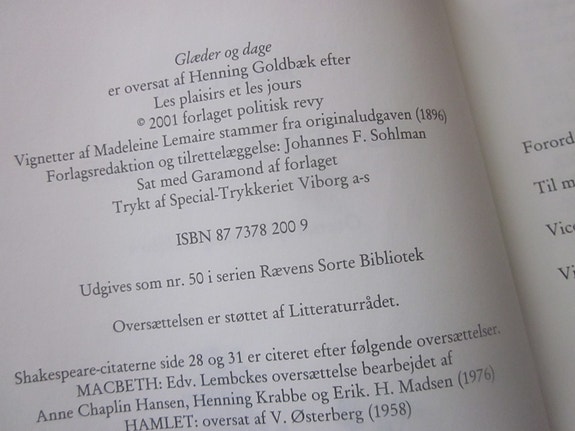 Glæder og dage
er oversat af Henning Goldbæk efter
Les plaisirs et les jours
© 2001 forlaget politisk revy
Vignetter af Madeleine Lemaire stammer fra originaludgaven (1896)
Forlagsredaktion og tilrettelæggelse: Johannes F. Sohlman
Sat med Garamond af forlaget
Trykt af Special-Trykkeriet Viborg a-s
ISBN 87 7378 200 9
Udgives som nr. 50 i serien Rævens Sorte Bibliotek
Oversættelsen er støttet af Litteraturrådet.
Shakespeare-citaterne side 28 og 31 er citeret efter følgende oversættelser.
MACBETH: Edv. Lembckes oversættelse bearbejdet af
Anne Chaplin Hansen, Henning Krabbe og Erik. H. Madsen (1976)
HAMLET: oversat af V. Østerberg (1958)
Forord
Til m
Vice
Vi